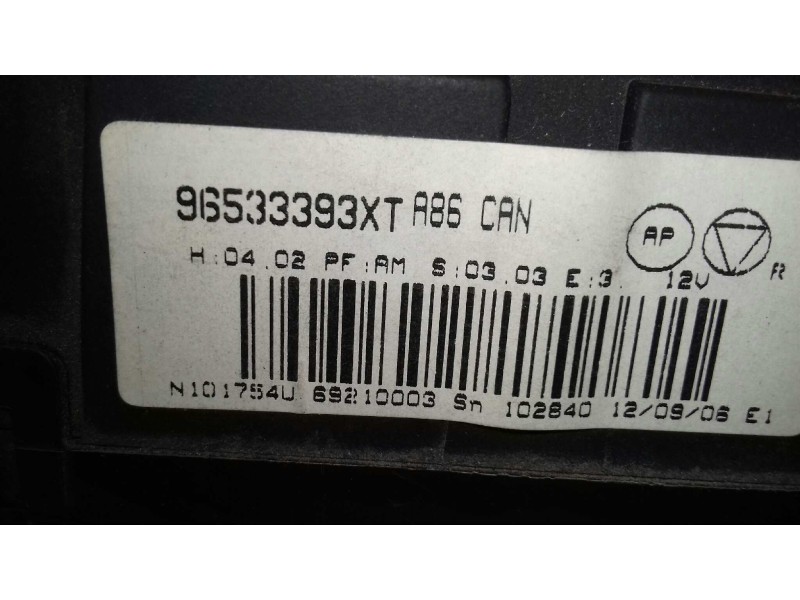 96533393XT A86 CAN
AP
H:04.02 PF:AM S:03.03 E:3. 12V
FR
N101754U 69210003 Sn 102840 12/09/06 E1